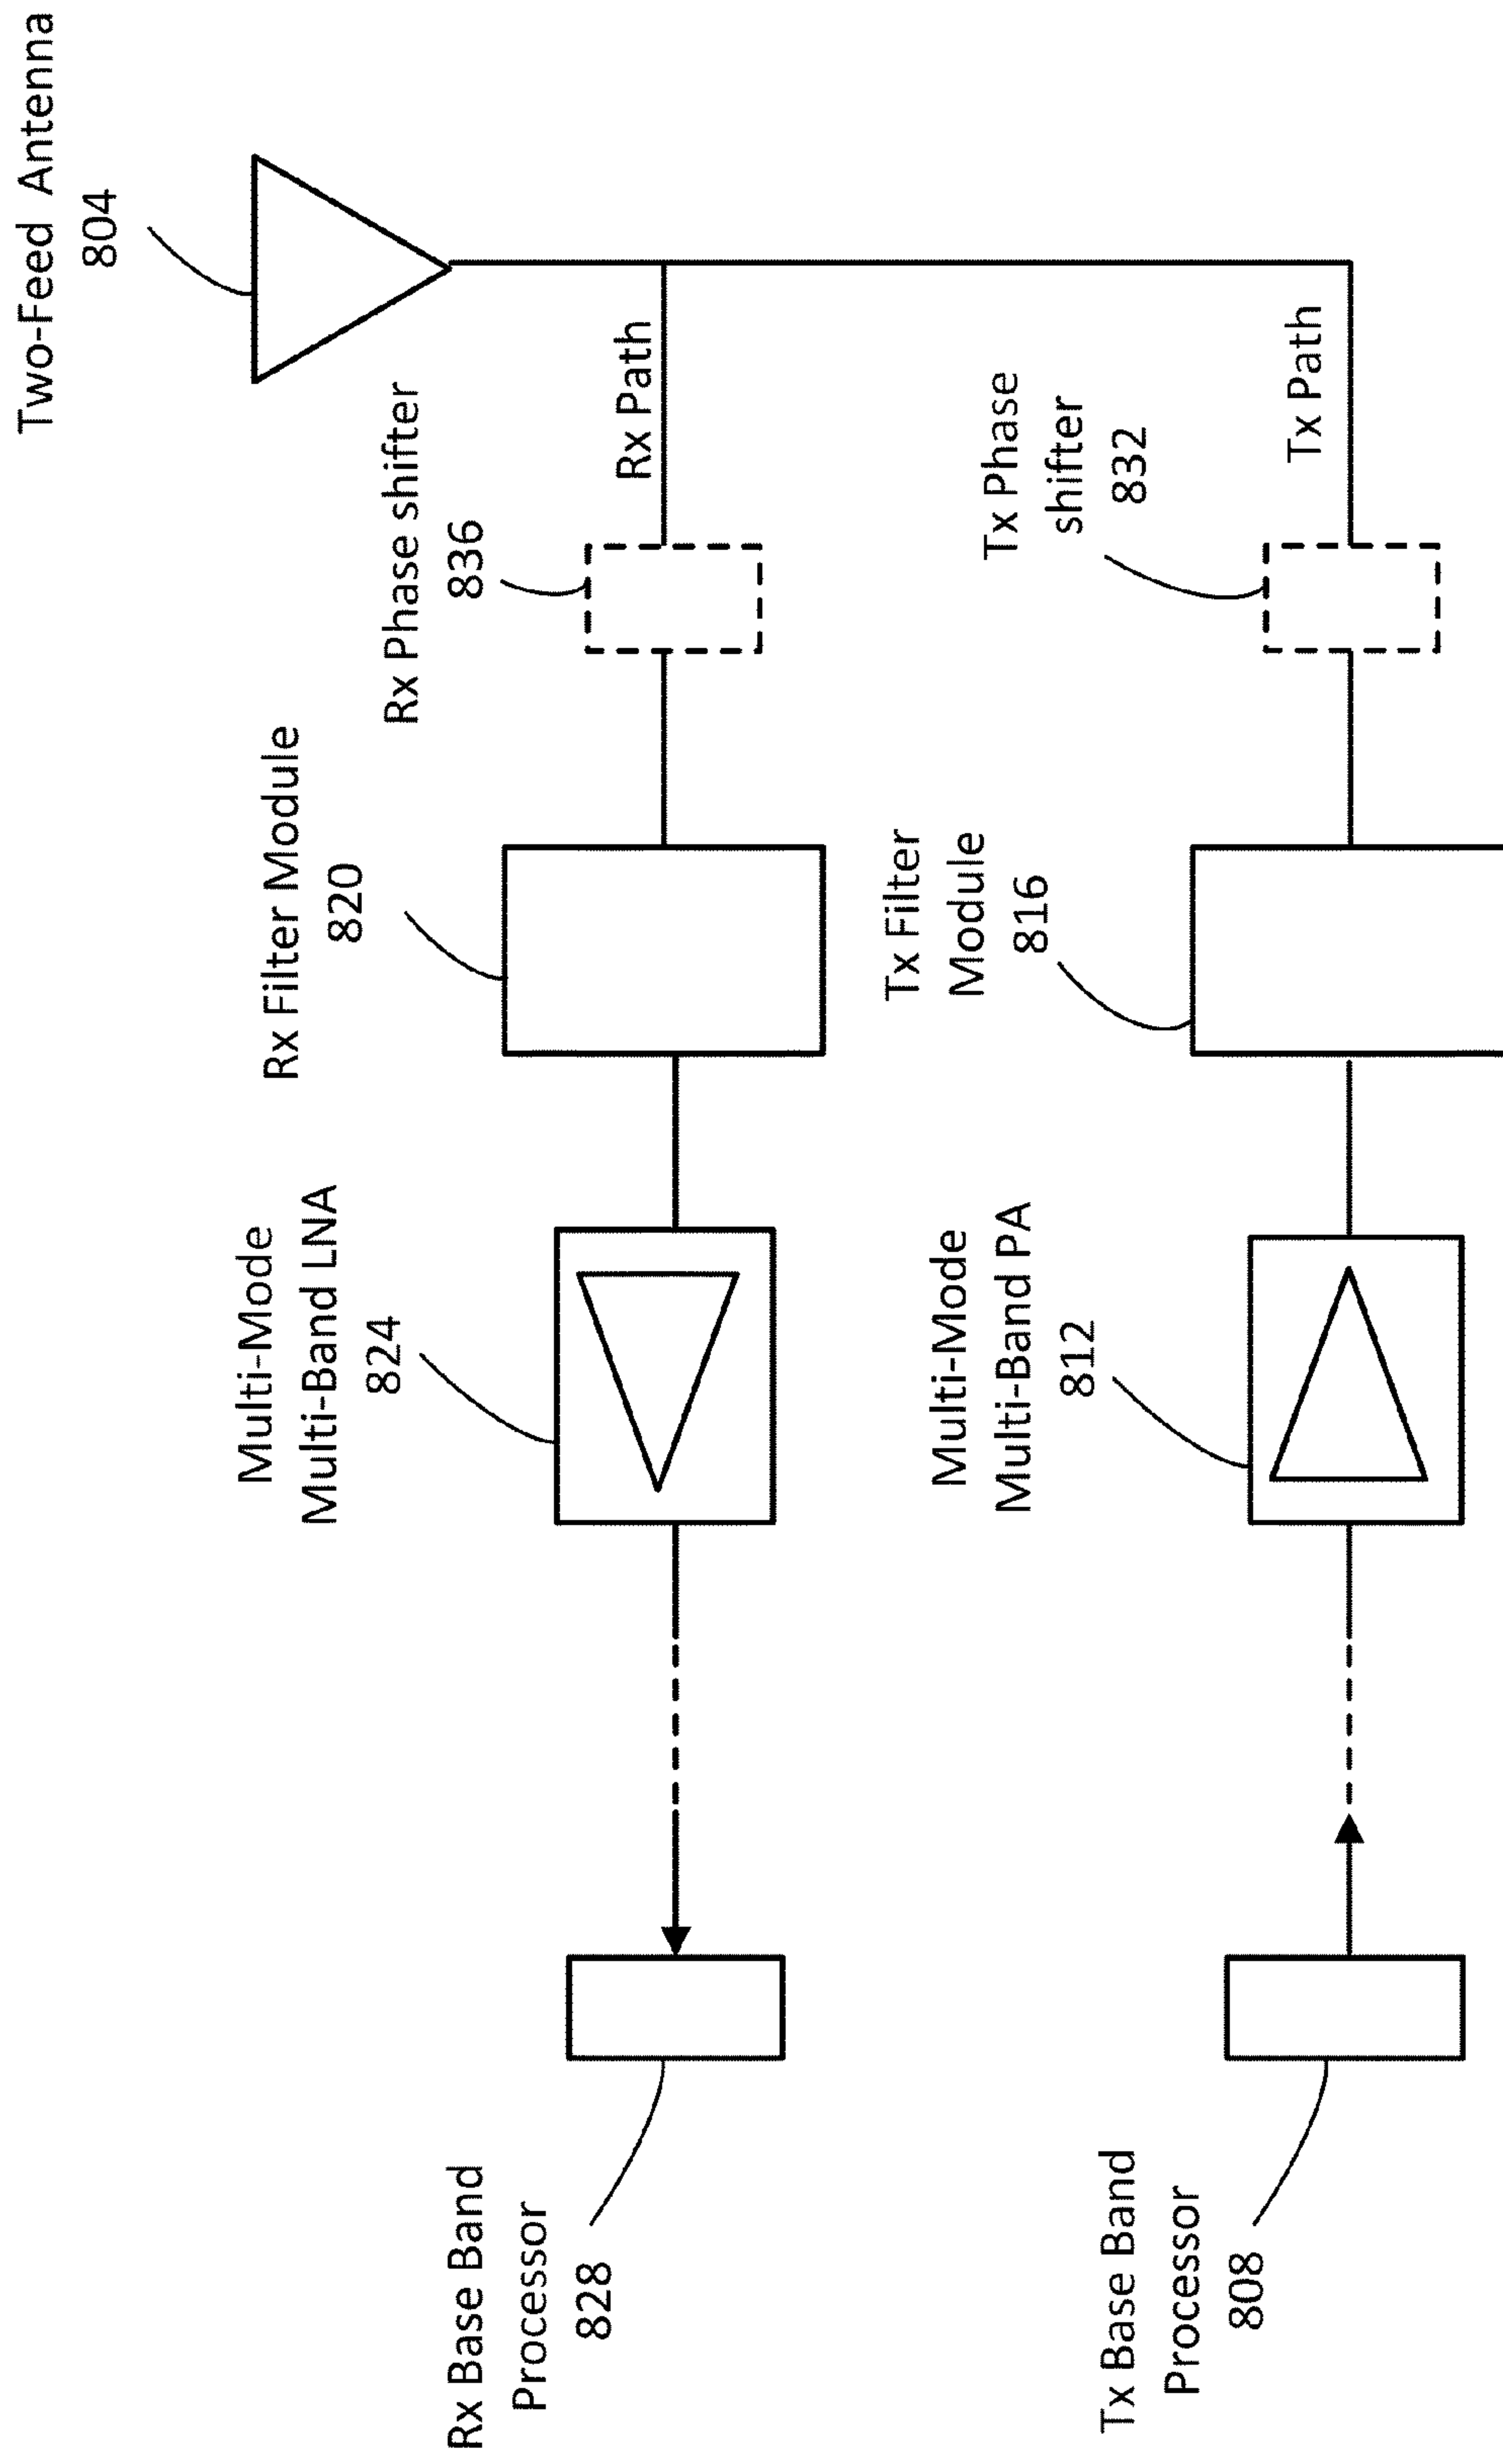 Two-Feed Antenna
804
Rx Phase shifter
836
Rx Path
Rx Filter Module
820
Multi-Mode
Multi-Band LNA
824
Rx Base Band
Processor
828
Tx Path
Tx Phase
shifter
832
Tx Filter
Module
816
Multi-Mode
Multi-Band PA
812
Tx Base Band
Processor
808